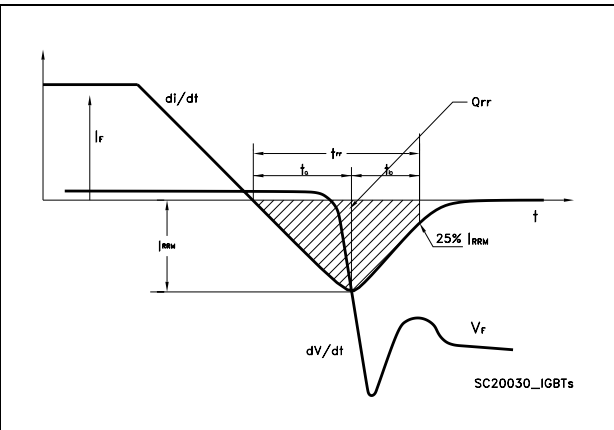 di/dt
Qrr
IF
trr
ta
tb
t
IRRM
25% IRRM
VF
dV/dt
SC20030_IGBTs